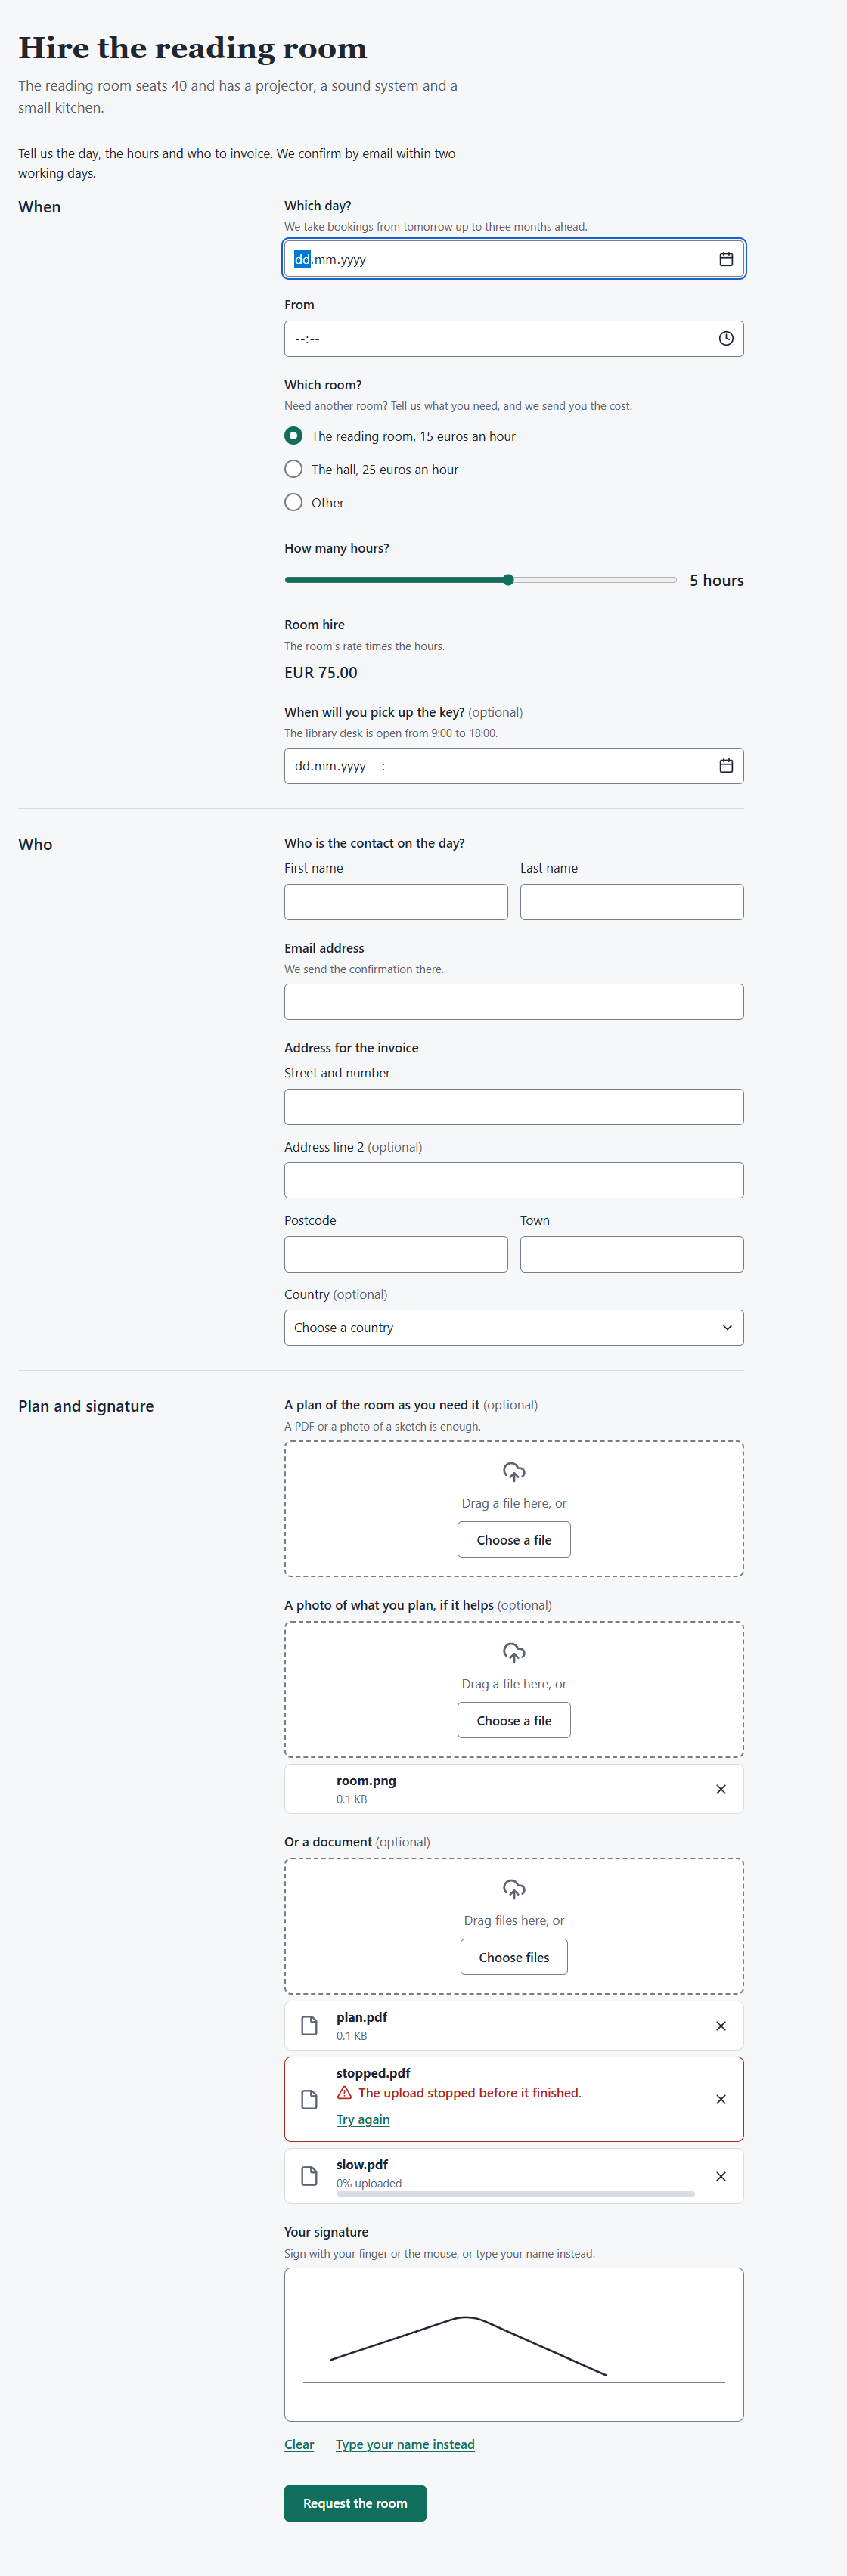 Hire the reading room
The reading room seats 40 and has a projector, a sound system and a
small kitchen.
Tell us the day, the hours and who to invoice. We confirm by email within two
working days.
When
Which day?
We take bookings from tomorrow up to three months ahead.
dd.mm.yyyy
From
--:--
Which room?
Need another room? Tell us what you need, and we send you the cost.
The reading room, 15 euros an hour
The hall, 25 euros an hour
Other
How many hours?
5 hours
Room hire
The room's rate times the hours.
EUR 75.00
When will you pick up the key? (optional)
The library desk is open from 9:00 to 18:00.
dd.mm.yyyy --:--
Who
Who is the contact on the day?
First name Last name
Email address
We send the confirmation there.
Address for the invoice
Street and number
Address line 2 (optional)
Postcode Town
Country (optional)
Choose a country
Plan and signature
A plan of the room as you need it (optional)
A PDF or a photo of a sketch is enough.
Drag a file here, or
Choose a file
A photo of what you plan, if it helps (optional)
Drag a file here, or
Choose a file
room.png
0.1 KB
Or a document (optional)
Drag files here, or
Choose files
plan.pdf
0.1 KB
stopped.pdf
The upload stopped before it finished.
Try again
slow.pdf
0% uploaded
Your signature
Sign with your finger or the mouse, or type your name instead.
Clear Type your name instead
Request the room